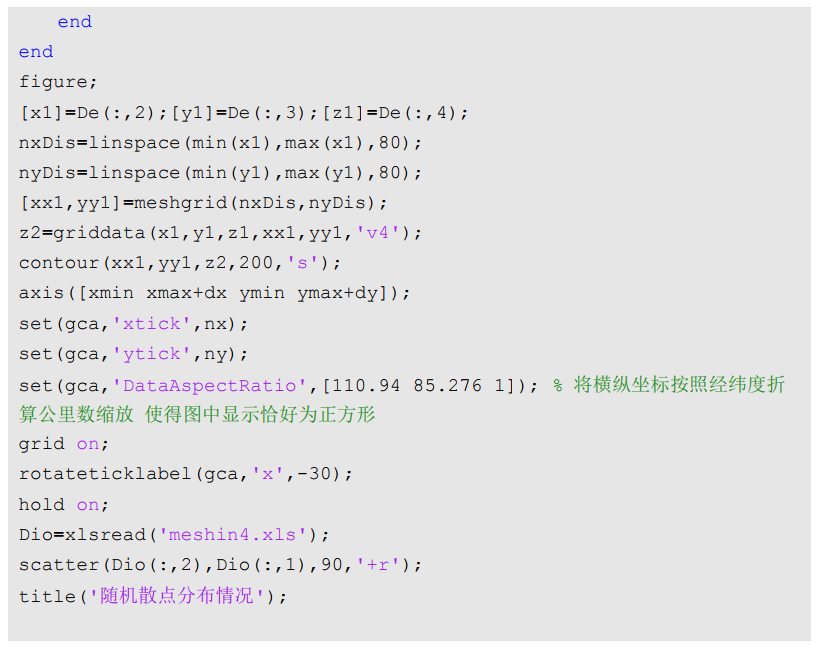 end
end
figure;
[x1]=De(:,2);[y1]=De(:,3);[z1]=De(:,4);
nxDis=linspace(min(x1),max(x1),80);
nyDis=linspace(min(y1),max(y1),80);
[xx1,yy1]=meshgrid(nxDis,nyDis);
z2=griddata(x1,y1,z1,xx1,yy1,'v4');
contour(xx1,yy1,z2,200,'s');
axis([xmin xmax+dx ymin ymax+dy]);
set(gca,'xtick',nx);
set(gca,'ytick',ny);
set(gca,'DataAspectRatio',[110.94 85.276 1]); % 将横纵坐标按照经纬度折
算公里数缩放 使得图中显示恰好为正方形
grid on;
rotateticklabel(gca,'x',-30);
hold on;
Dio=xlsread('meshin4.xls');
scatter(Dio(:,2),Dio(:,1),90,'+r');
title('随机散点分布情况');